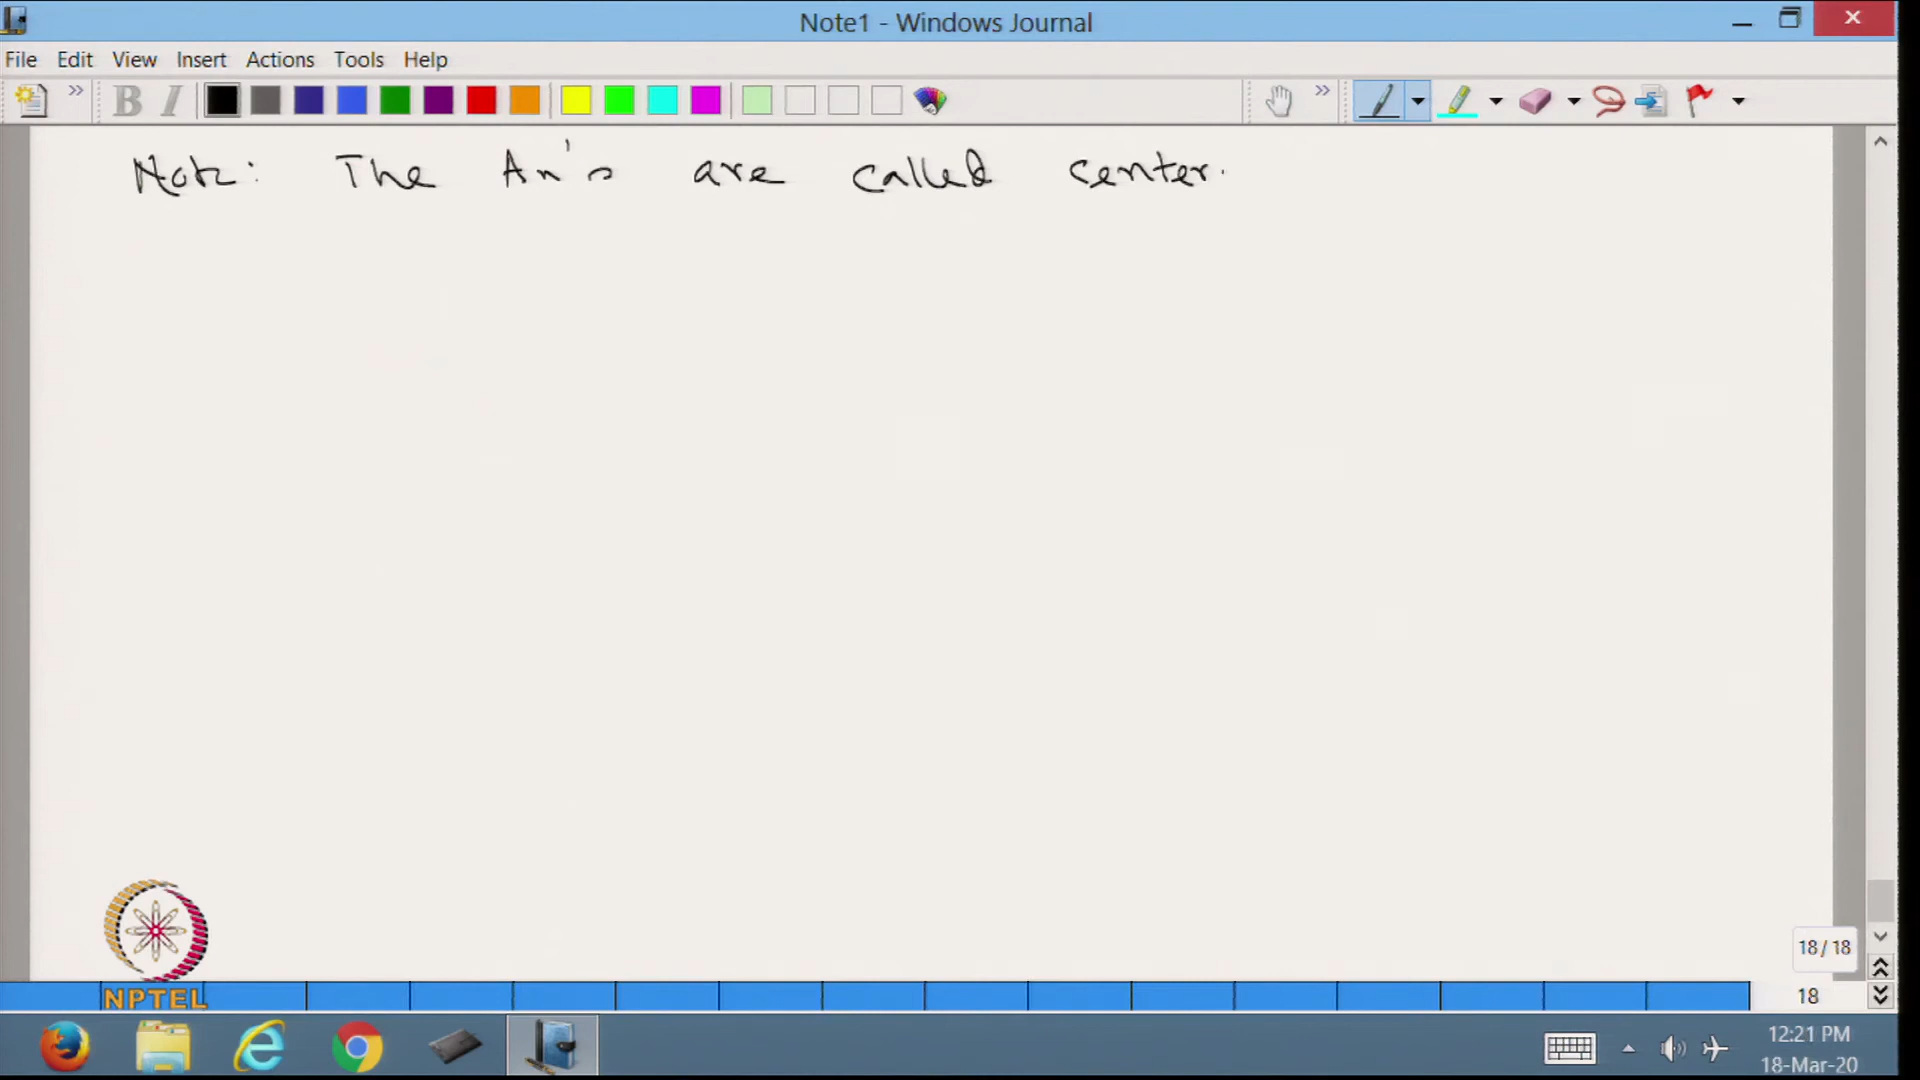 Note1 - Windows Journal
File Edit View Insert Actions Tools Help
B I
Note: The An's are called center.
18 / 18
NPTEL
18
12:21 PM
18-Mar-20